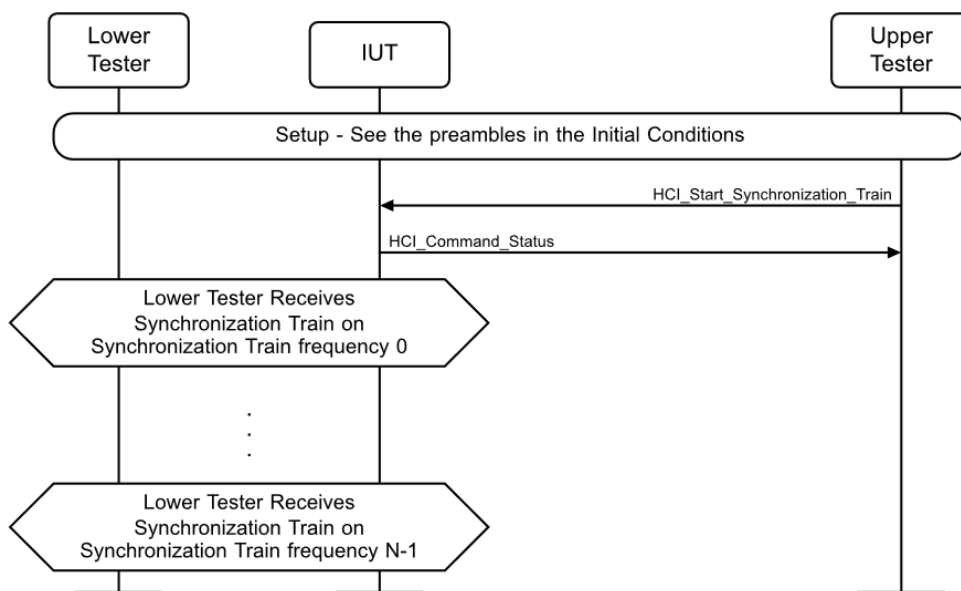 Lower
Tester
IUT
Upper
Tester
Setup - See the preambles in the Initial Conditions
HCI_Start_Synchronization_Train
HCI_Command_Status
Lower Tester Receives
Synchronization Train on
Synchronization Train frequency 0
.
.
.
Lower Tester Receives
Synchronization Train on
Synchronization Train frequency N-1